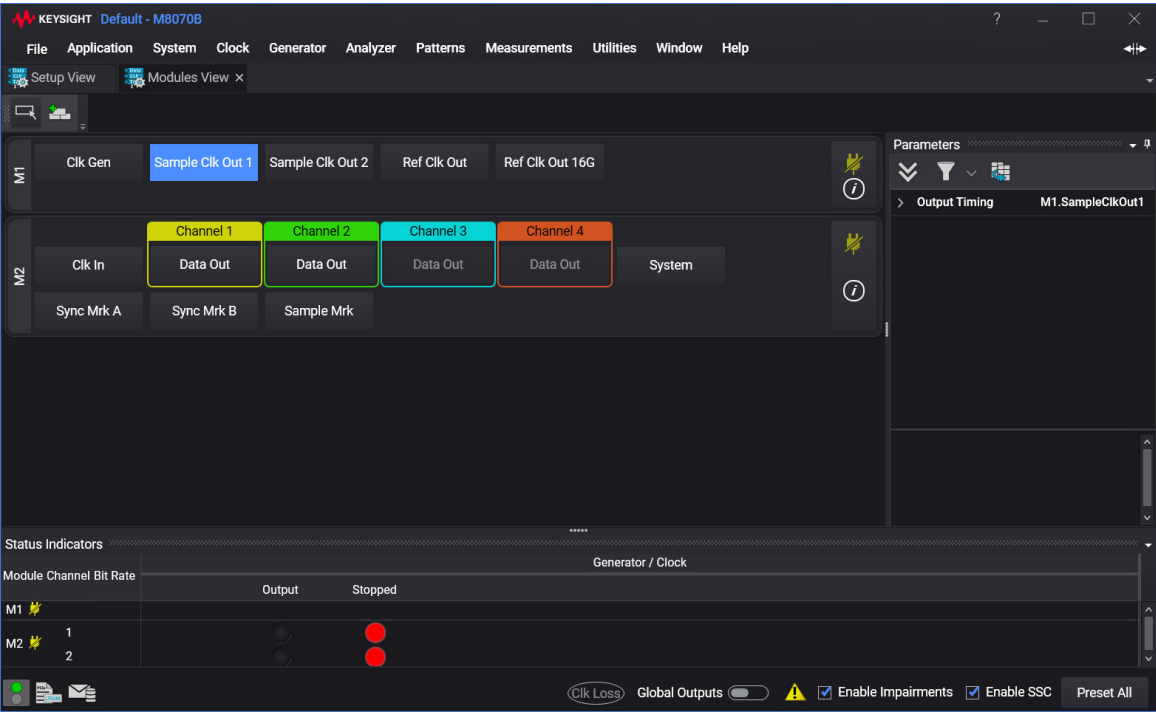 KEYSIGHT Default - M8070B ?
File Application System Clock Generator Analyzer Patterns Measurements Utilities Window Help
Setup View Modules View
M1 Clk Gen Sample Clk Out 1 Sample Clk Out 2 Ref Clk Out Ref Clk Out 16G i
Parameters
Output Timing M1.SampleClkOut1
Channel 1 Channel 2 Channel 3 Channel 4
M2 Clk In Data Out Data Out Data Out Data Out System i
Sync Mrk A Sync Mrk B Sample Mrk
Status Indicators
Generator / Clock
Module Channel Bit Rate
Output Stopped
M1
M2 1
2
Clk Loss Global Outputs Enable Impairments Enable SSC Preset All